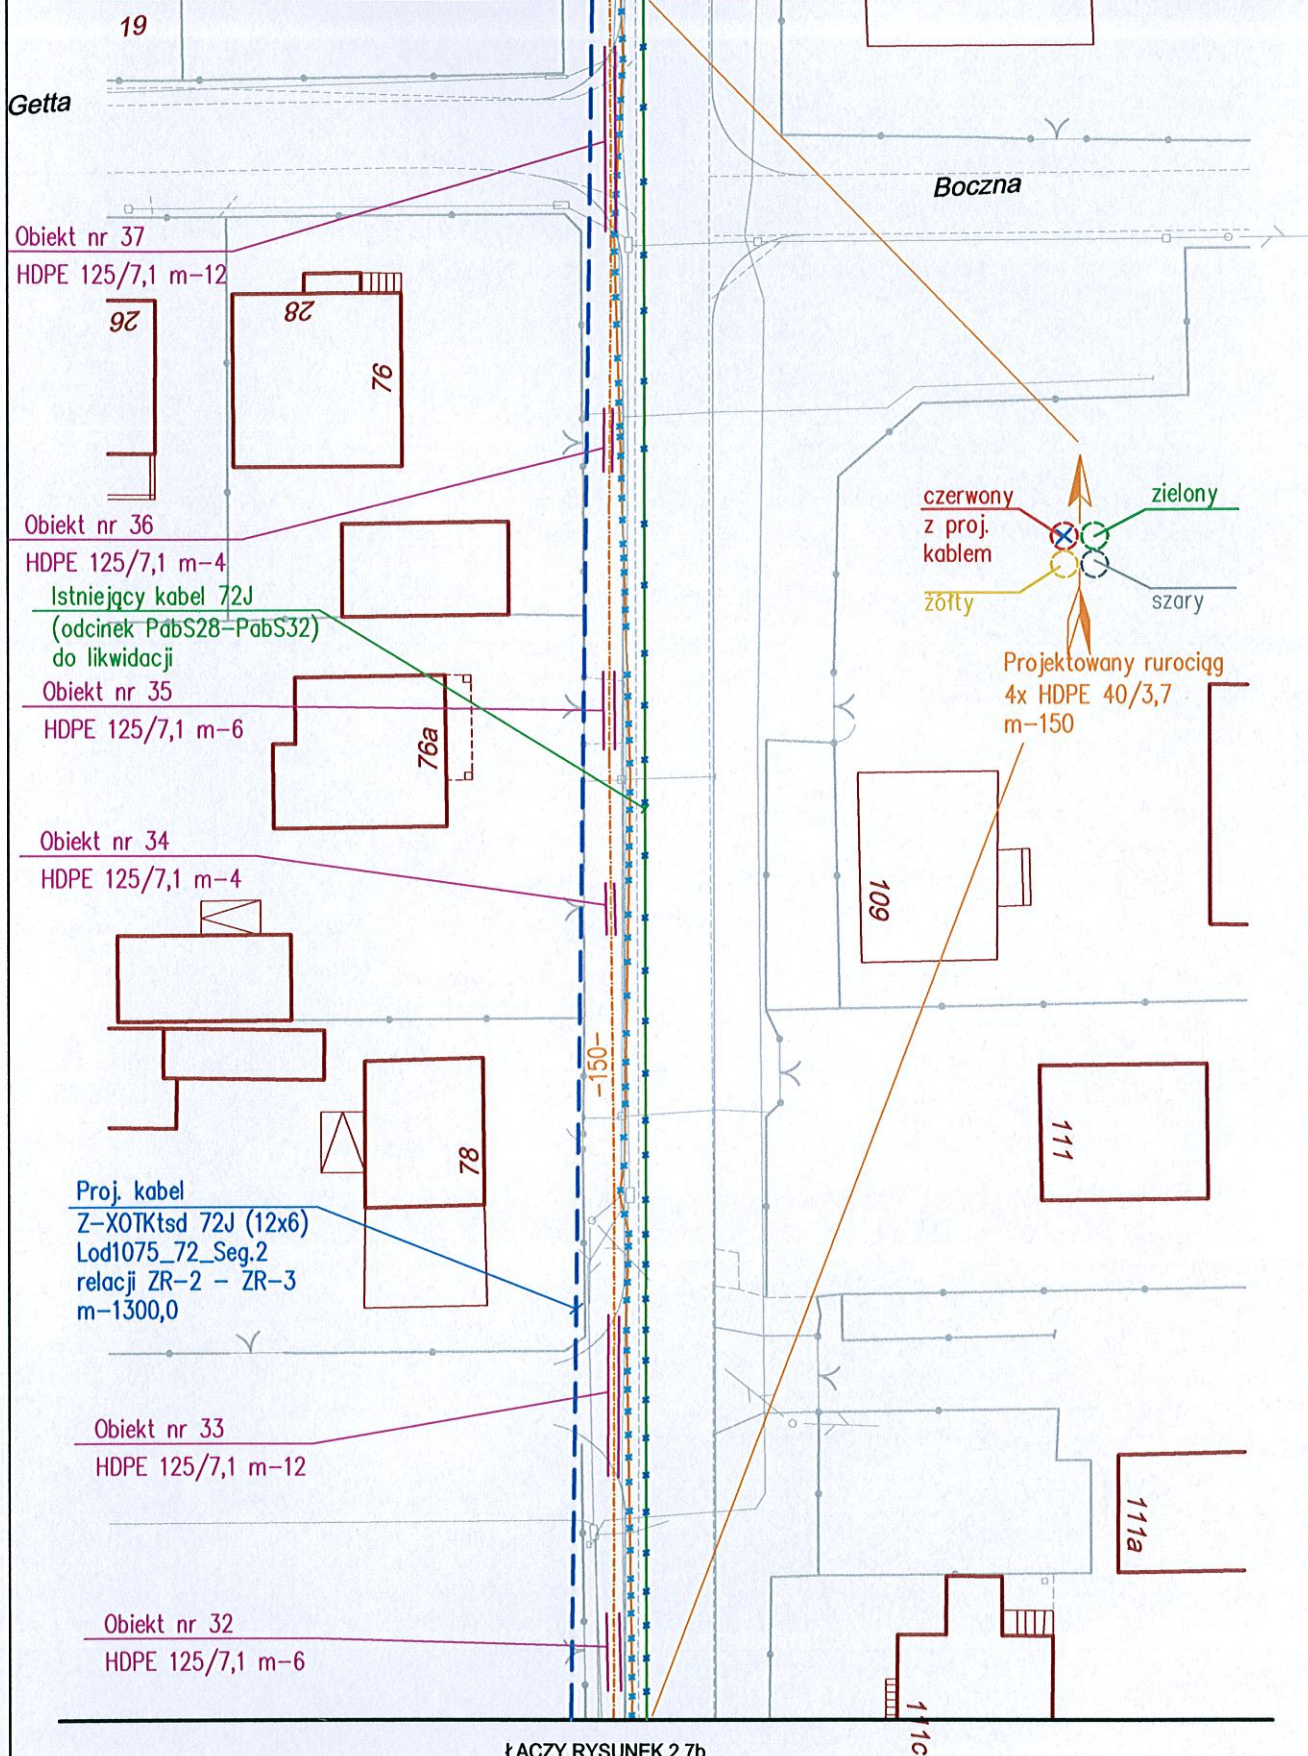 19
Getta
Boczna
Obiekt nr 37
HDPE 125/7,1 m-12
26
28
76
czerwony
z proj.
kablem
zielony
żółty
szary
Obiekt nr 36
HDPE 125/7,1 m-4
Istniejący kabel 72J
(odcinek PabS28-PabS32)
do likwidacji
Projektowany rurociąg
4x HDPE 40/3,7
m-150
Obiekt nr 35
HDPE 125/7,1 m-6
76a
Obiekt nr 34
HDPE 125/7,1 m-4
109
-150-
111
78
Proj. kabel
Z-XOTKtsd 72J (12x6)
Lod1075_72_Seg.2
relacji ZR-2 - ZR-3
m-1300,0
Obiekt nr 33
HDPE 125/7,1 m-12
111a
Obiekt nr 32
HDPE 125/7,1 m-6
111c
ŁĄCZY RYSUNEK 2.7b